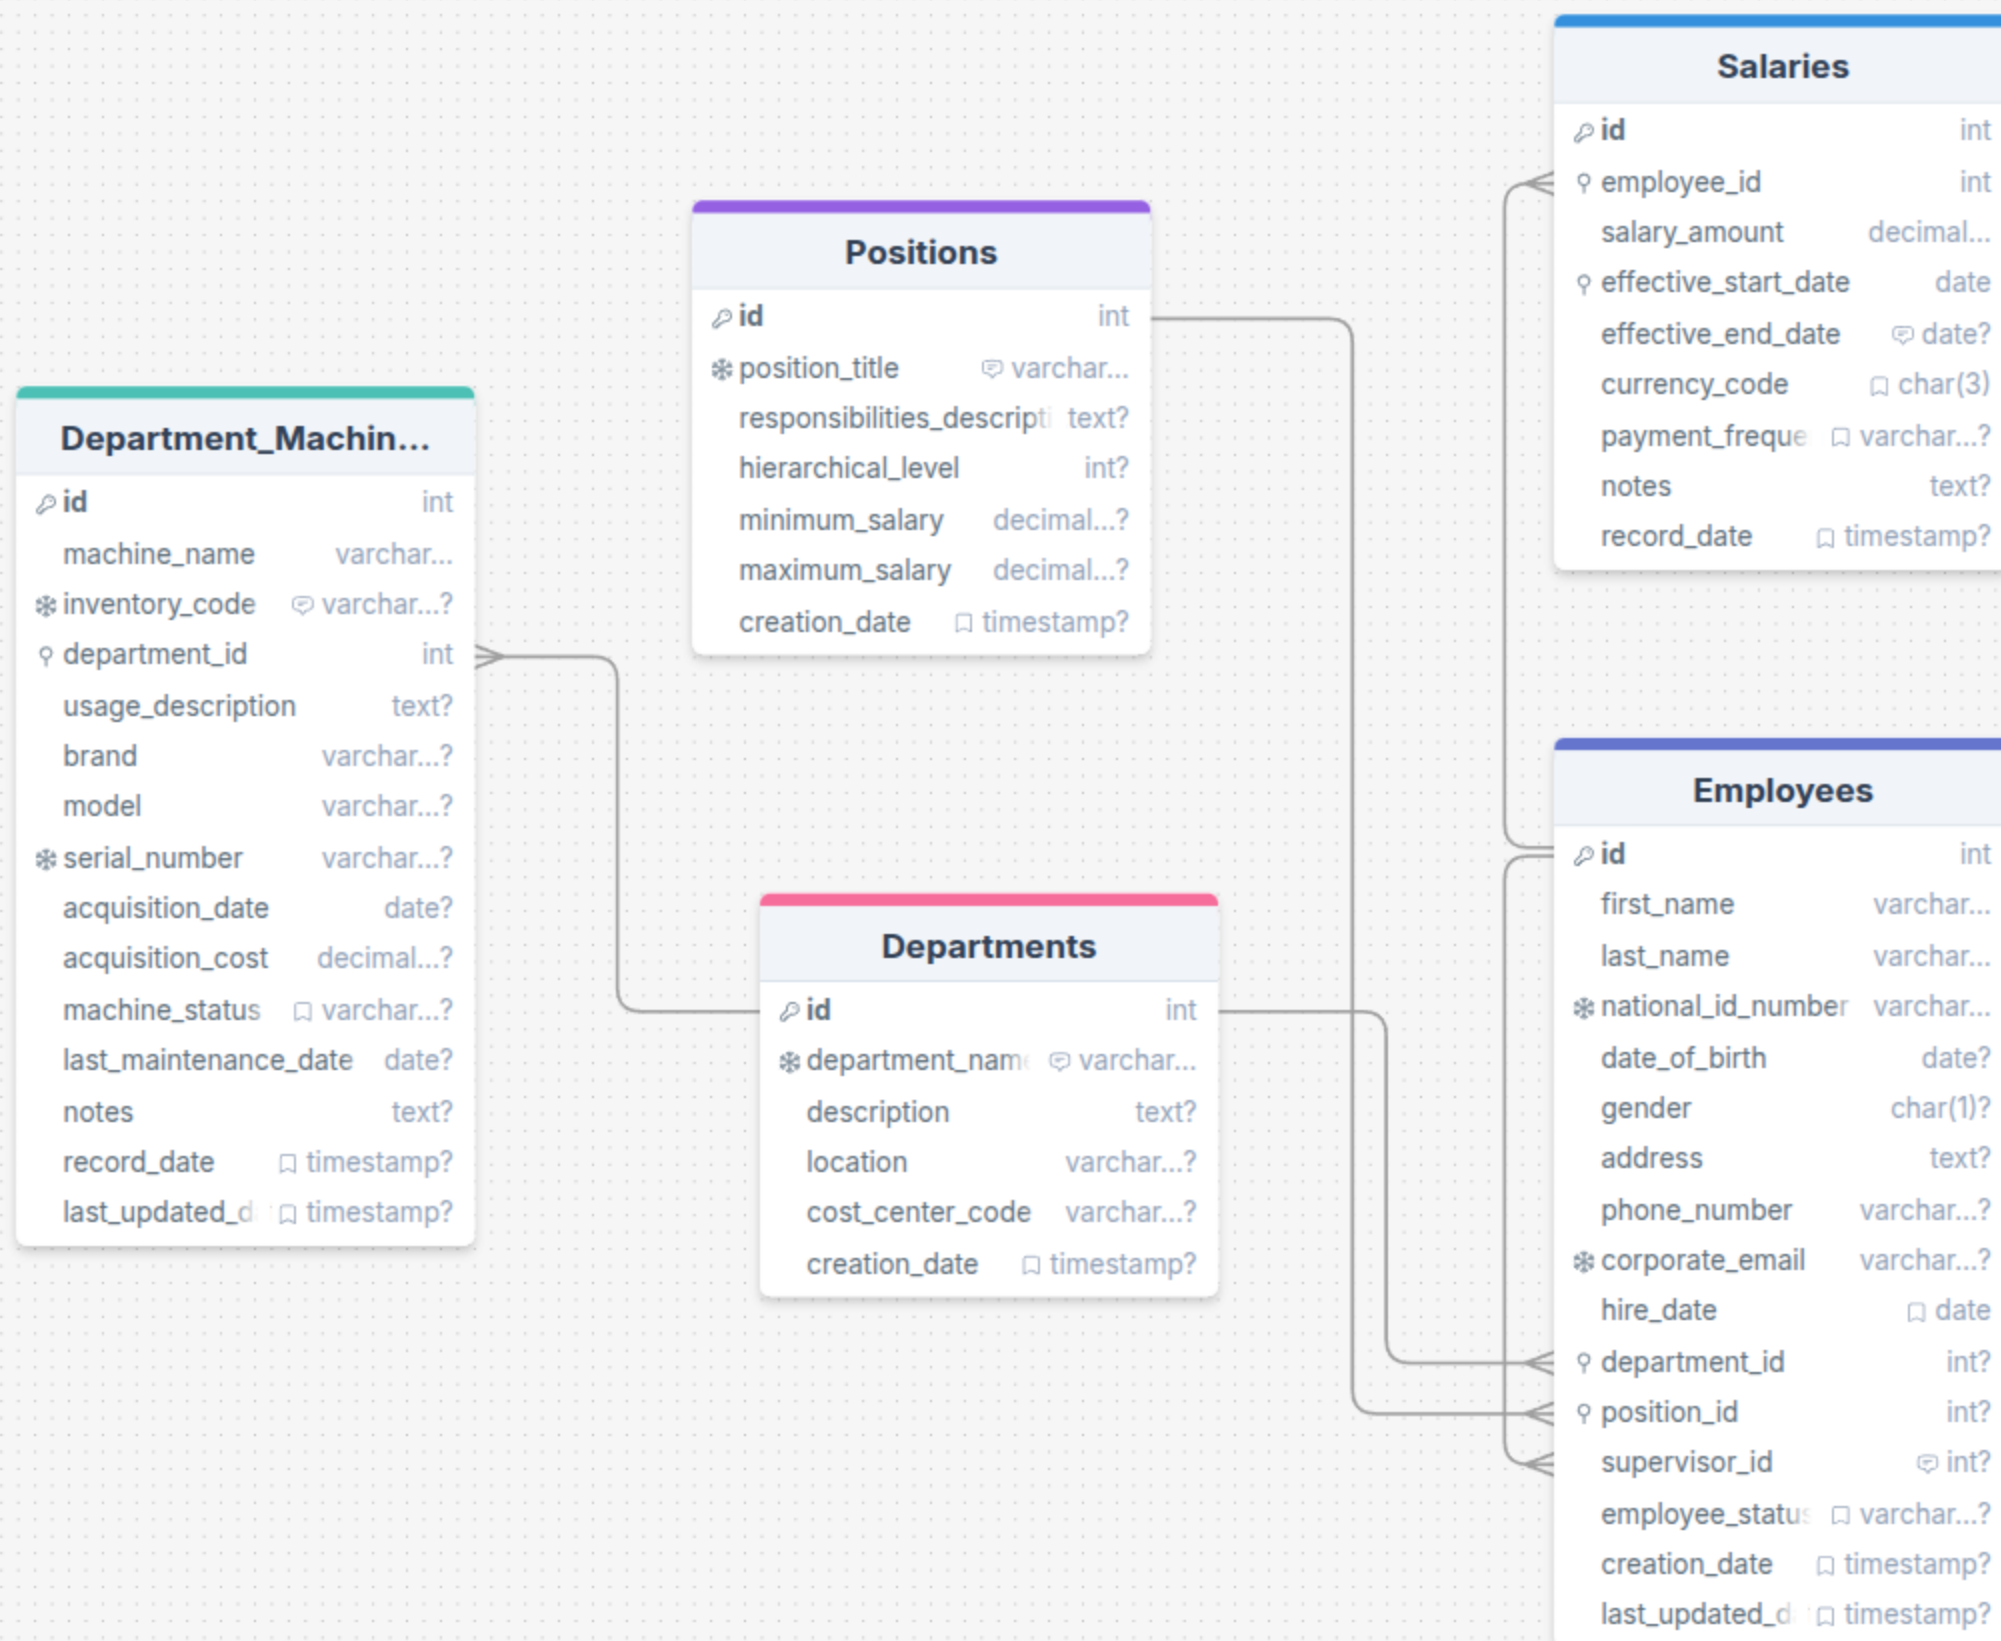 Department_Machin...
id int
machine_name varchar...
inventory_code varchar...?
department_id int
usage_description text?
brand varchar...?
model varchar...?
serial_number varchar...?
acquisition_date date?
acquisition_cost decimal...?
machine_status varchar...?
last_maintenance_date date?
notes text?
record_date timestamp?
last_updated_d timestamp?
Positions
id int
position_title varchar...
responsibilities_descripti text?
hierarchical_level int?
minimum_salary decimal...?
maximum_salary decimal...?
creation_date timestamp?
Departments
id int
department_name varchar...
description text?
location varchar...?
cost_center_code varchar...?
creation_date timestamp?
Salaries
id int
employee_id int
salary_amount decimal...
effective_start_date date
effective_end_date date?
currency_code char(3)
payment_freque varchar...?
notes text?
record_date timestamp?
Employees
id int
first_name varchar...
last_name varchar...
national_id_number varchar...
date_of_birth date?
gender char(1)?
address text?
phone_number varchar...?
corporate_email varchar...?
hire_date date
department_id int?
position_id int?
supervisor_id int?
employee_status varchar...?
creation_date timestamp?
last_updated_d timestamp?